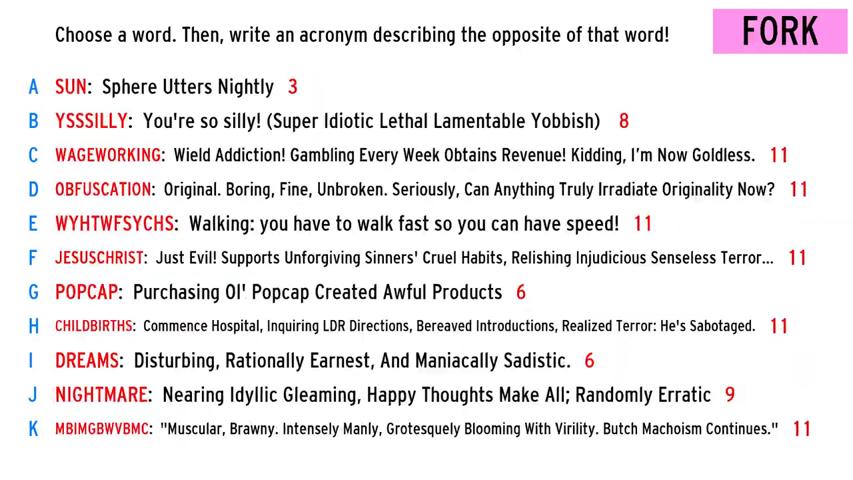 Choose a word. Then, write an acronym describing the opposite of that word!
FORK
A SUN: Sphere Utters Nightly 3
B YSSSILLY: You're so silly! (Super Idiotic Lethal Lamentable Yobbish) 8
C WAGEWORKING: Wield Addiction! Gambling Every Week Obtains Revenue! Kidding, I'm Now Goldless. 11
D OBFUSCATION: Original. Boring, Fine, Unbroken. Seriously, Can Anything Truly Irradiate Originality Now? 11
E WYHTWFSYCHS: Walking: you have to walk fast so you can have speed! 11
F JESUSCHRIST: Just Evil! Supports Unforgiving Sinners' Cruel Habits, Relishing Injudicious Senseless Terror... 11
G POPCAP: Purchasing Ol' Popcap Created Awful Products 6
H CHILDBIRTHS: Commence Hospital, Inquiring LDR Directions, Bereaved Introductions, Realized Terror: He's Sabotaged. 11
I DREAMS: Disturbing, Rationally Earnest, And Maniacally Sadistic. 6
J NIGHTMARE: Nearing Idyllic Gleaming, Happy Thoughts Make All; Randomly Erratic 9
K MBIMGBWVBMC: "Muscular, Brawny. Intensely Manly, Grotesquely Blooming With Virility. Butch Machoism Continues." 11